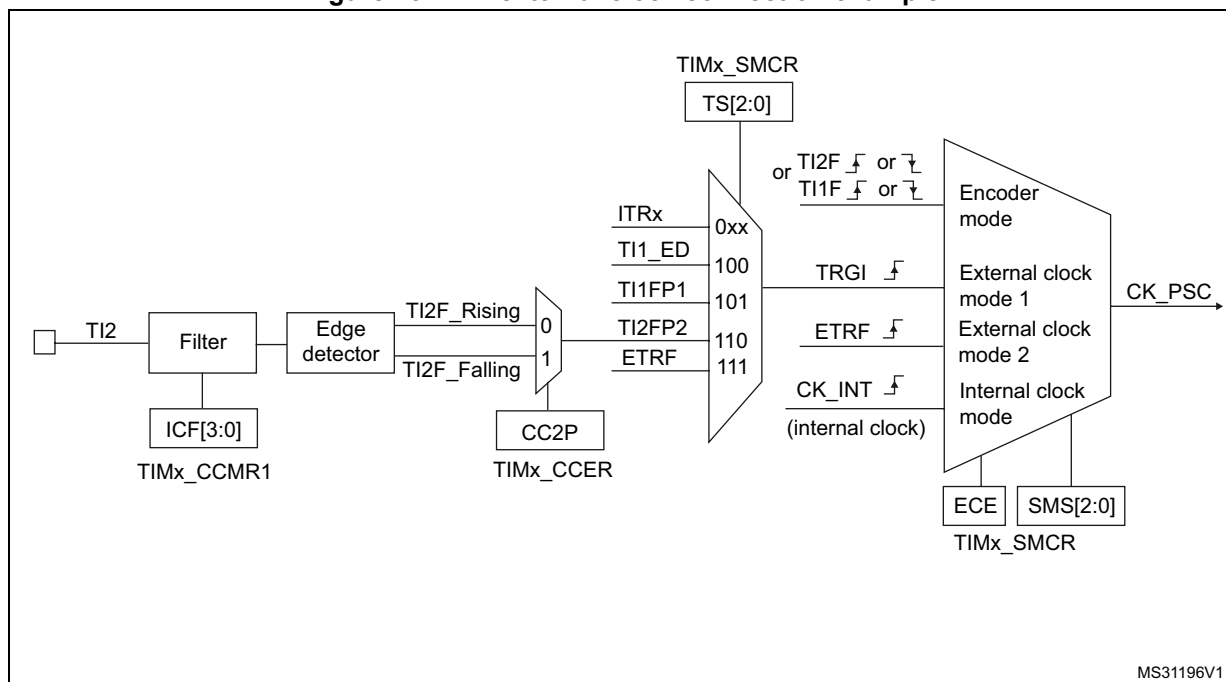 TIMx_SMCR
TS[2:0]
or TI2F or
TI1F or
Encoder
mode
ITRx
0xx
TI1_ED
100
TRGI
External clock
mode 1
CK_PSC
TI1FP1
101
TI2F_Rising
0
TI2
Filter
Edge
detector
TI2FP2
110
ETRF
External clock
mode 2
TI2F_Falling
1
ETRF
111
CK_INT
Internal clock
mode
(internal clock)
ICF[3:0]
CC2P
TIMx_CCMR1
TIMx_CCER
ECE
SMS[2:0]
TIMx_SMCR
MS31196V1